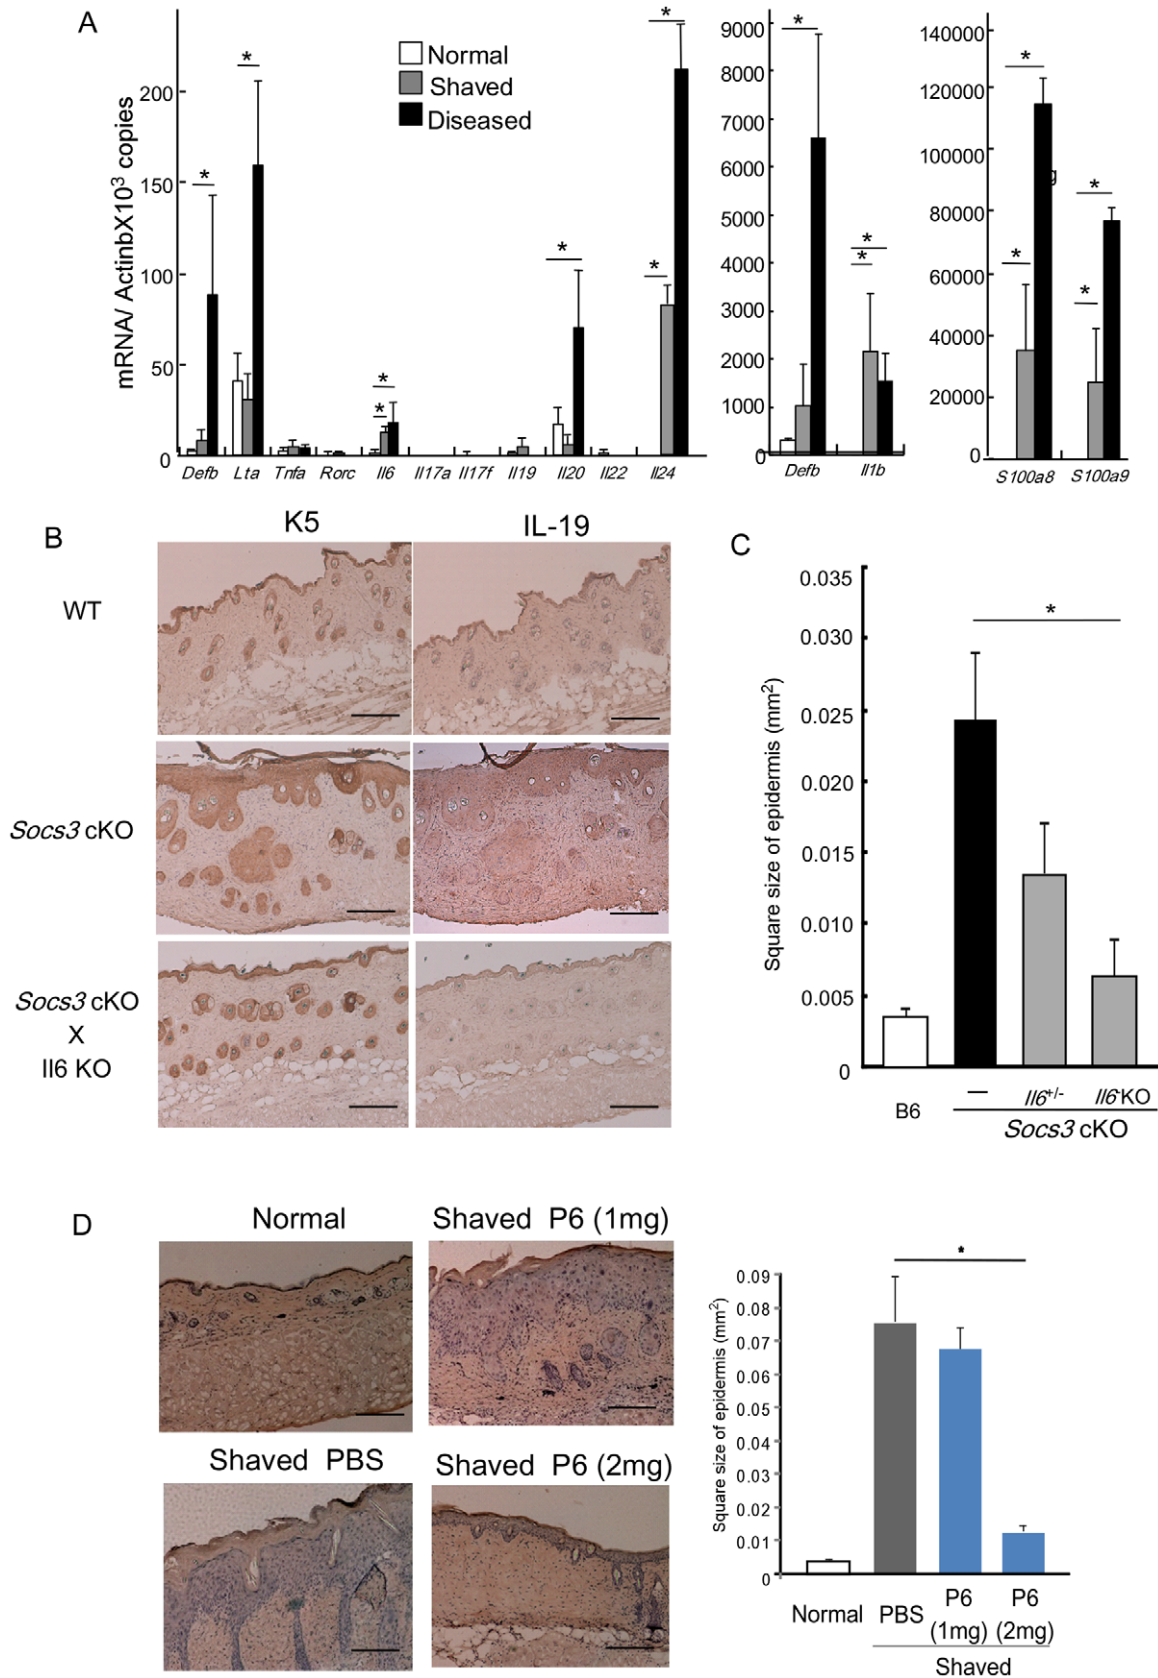 A
mRNA/ ActinbX10³ copies
200
150
100
50
0
Normal
Shaved
Diseased
* * * * * * *
Defb Lta Tnfa Rorc Il6 Il17a Il17f Il19 Il20 Il22 Il24
9000
8000
7000
6000
5000
4000
3000
2000
1000
0
* * *
Defb Il1b
140000
120000
100000
80000
60000
40000
20000
0
* * * *
g
S100a8 S100a9
B
K5 IL-19
WT
Socs3 cKO
Socs3 cKO
X
Il6 KO
C
Square size of epidermis (mm²)
0.035
0.030
0.025
0.015
0.010
0.005
0
*
B6 — Il6+/- Il6-KO
Socs3 cKO
D
Normal Shaved P6 (1mg)
Shaved PBS Shaved P6 (2mg)
Square size of epidermis (mm²)
0.09
0.08
0.07
0.06
0.05
0.04
0.03
0.02
0.01
0
*
Normal PBS P6 (1mg) P6 (2mg)
Shaved